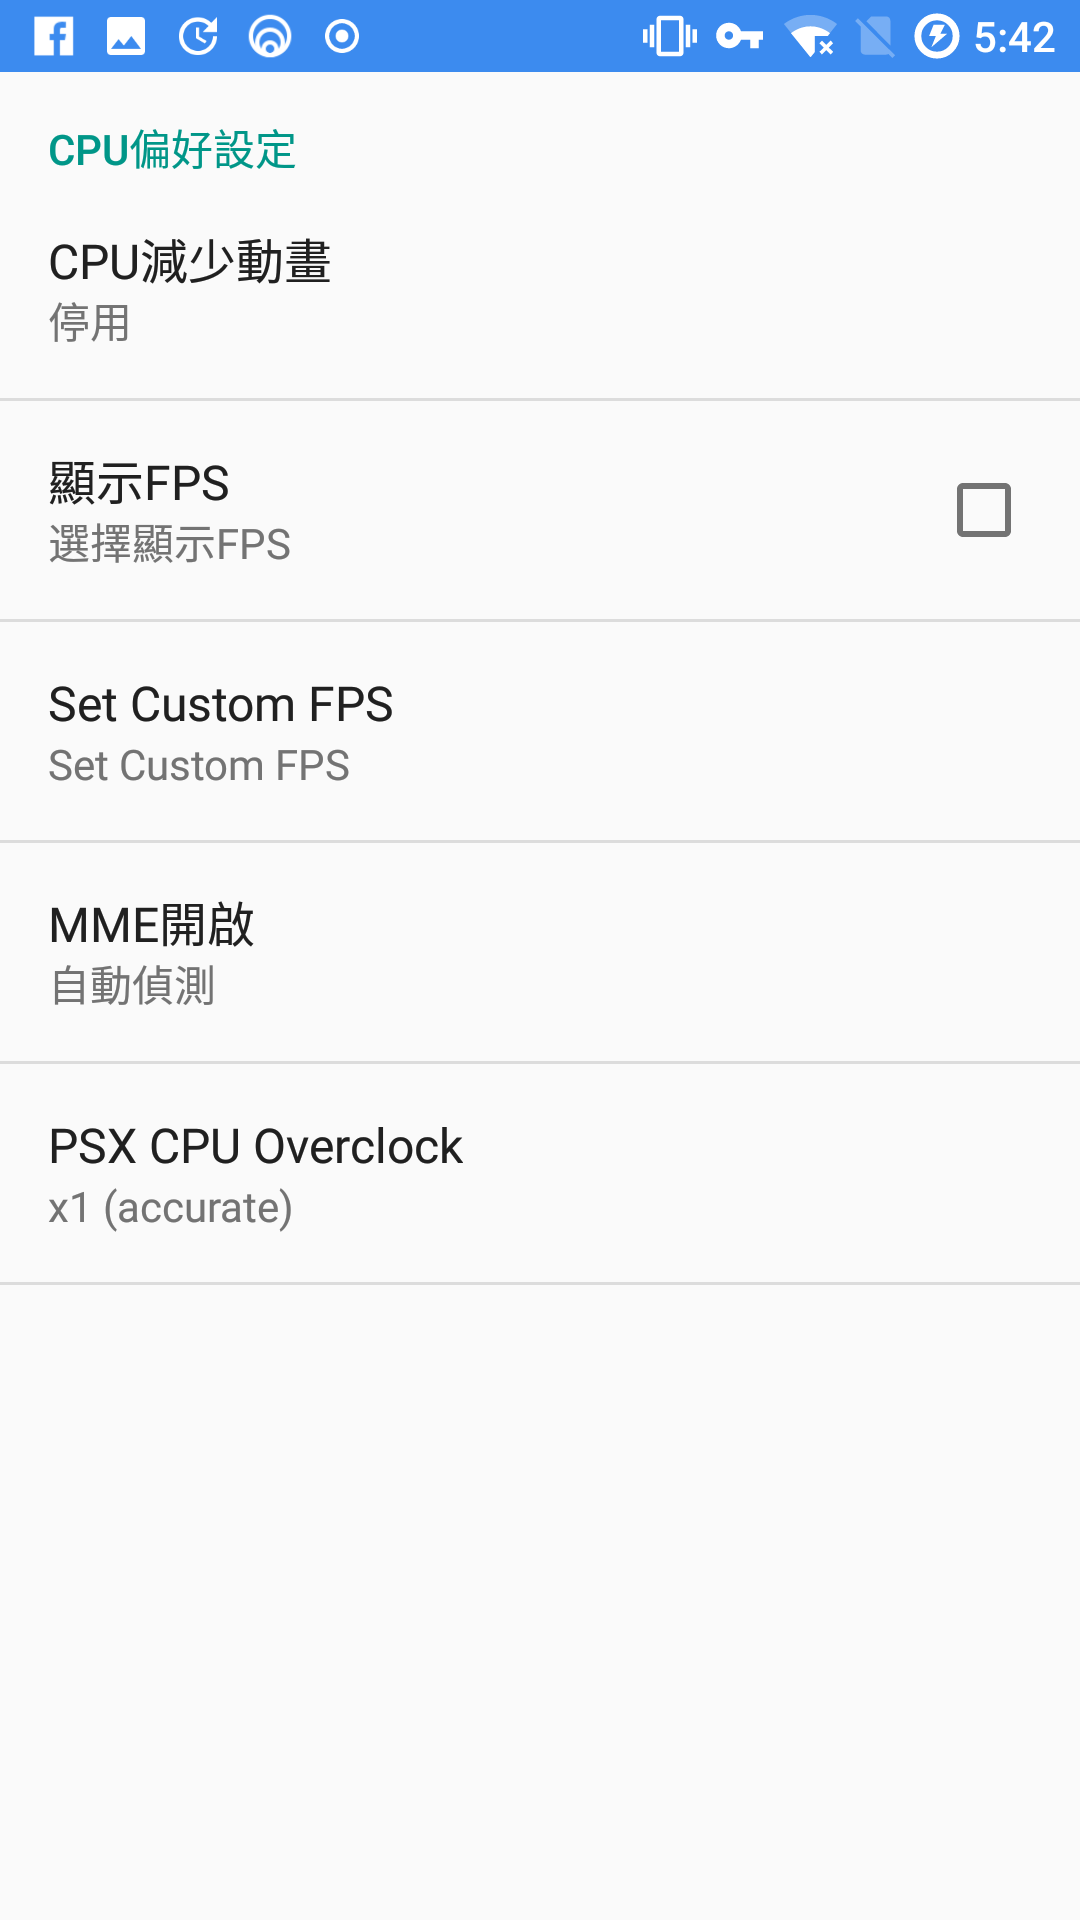 5:42
CPU偏好設定
CPU減少動畫
停用
顯示FPS
選擇顯示FPS
Set Custom FPS
Set Custom FPS
MME開啟
自動偵測
PSX CPU Overclock
x1 (accurate)